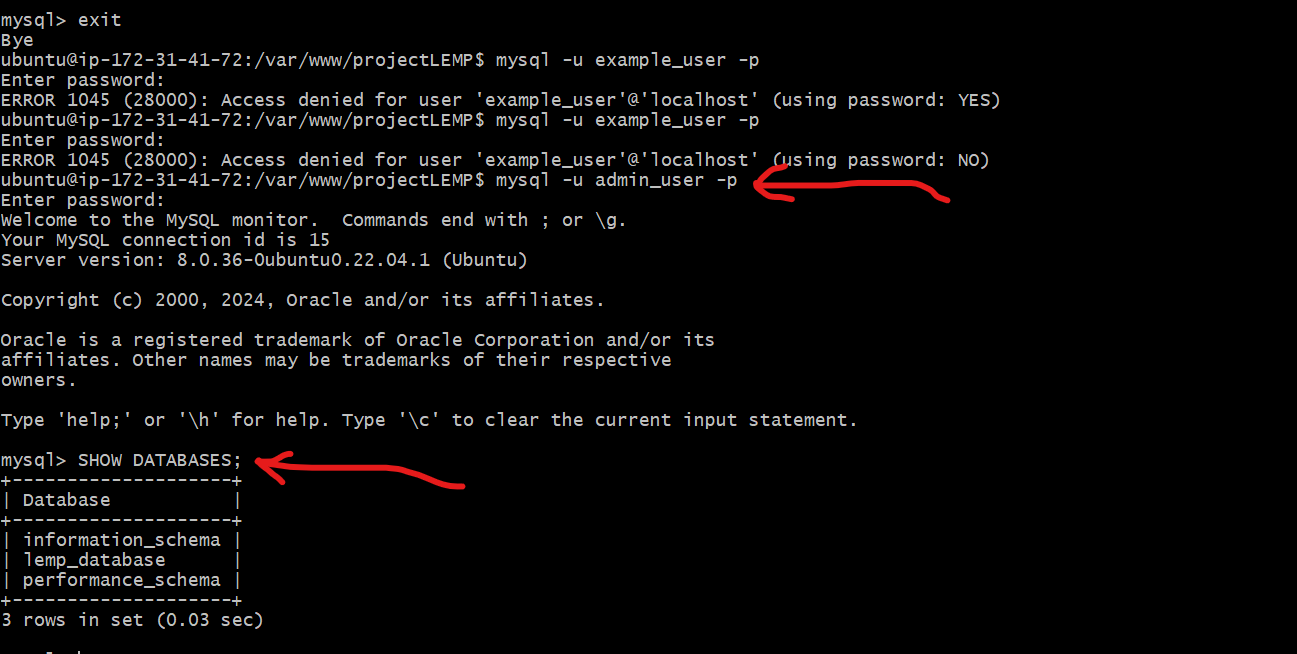 mysql> exit
Bye
ubuntu@ip-172-31-41-72:/var/www/projectLEMP$ mysql -u example_user -p
Enter password:
ERROR 1045 (28000): Access denied for user 'example_user'@'localhost' (using password: YES)
ubuntu@ip-172-31-41-72:/var/www/projectLEMP$ mysql -u example_user -p
Enter password:
ERROR 1045 (28000): Access denied for user 'example_user'@'localhost' (using password: NO)
ubuntu@ip-172-31-41-72:/var/www/projectLEMP$ mysql -u admin_user -p
Enter password:
Welcome to the MySQL monitor.  Commands end with ; or \g.
Your MySQL connection id is 15
Server version: 8.0.36-0ubuntu0.22.04.1 (Ubuntu)

Copyright (c) 2000, 2024, Oracle and/or its affiliates.

Oracle is a registered trademark of Oracle Corporation and/or its
affiliates. Other names may be trademarks of their respective
owners.

Type 'help;' or '\h' for help. Type '\c' to clear the current input statement.

mysql> SHOW DATABASES;
+--------------------+
| Database           |
+--------------------+
| information_schema |
| lemp_database      |
| performance_schema |
+--------------------+
3 rows in set (0.03 sec)